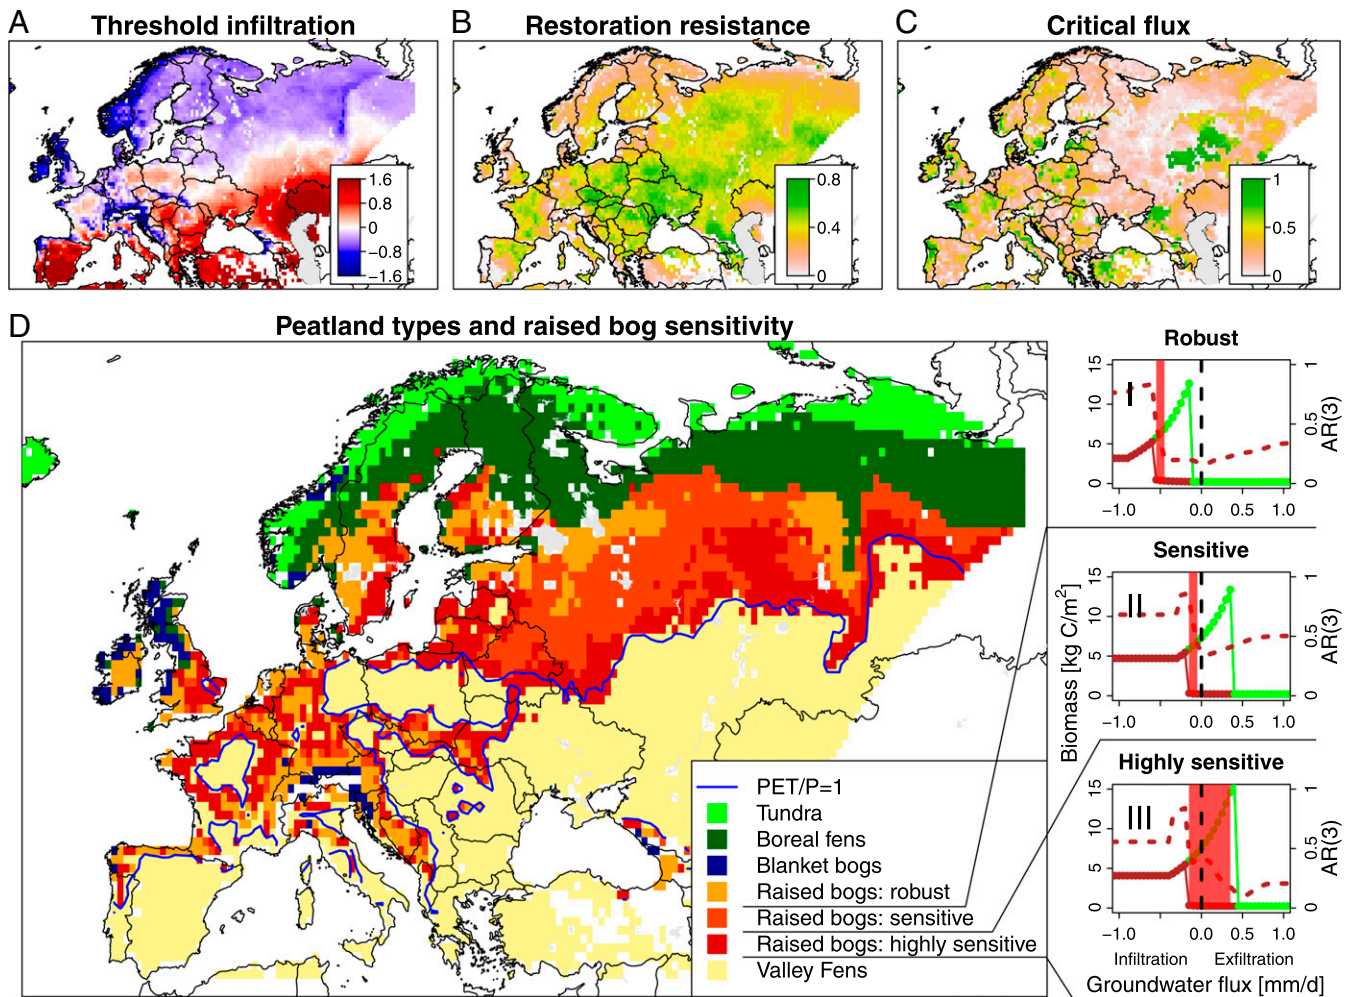 A Threshold infiltration
B Restoration resistance
C Critical flux
1.6
0.8
0
−0.8
−1.6
0.8
0.4
0
1
0.5
0
D Peatland types and raised bog sensitivity
PET/P=1
Tundra
Boreal fens
Blanket bogs
Raised bogs: robust
Raised bogs: sensitive
Raised bogs: highly sensitive
Valley Fens
Robust
I
15
10
5
0
1
0.5
0
AR(3)
−1.0 0.0 0.5 1.0
Sensitive
II
15
10
5
0
1
0.5
0
AR(3)
Biomass [kg C/m²]
−1.0 0.0 0.5 1.0
Highly sensitive
III
15
10
5
0
1
0.5
0
AR(3)
−1.0 0.0 0.5 1.0
Infiltration Exfiltration
Groundwater flux [mm/d]